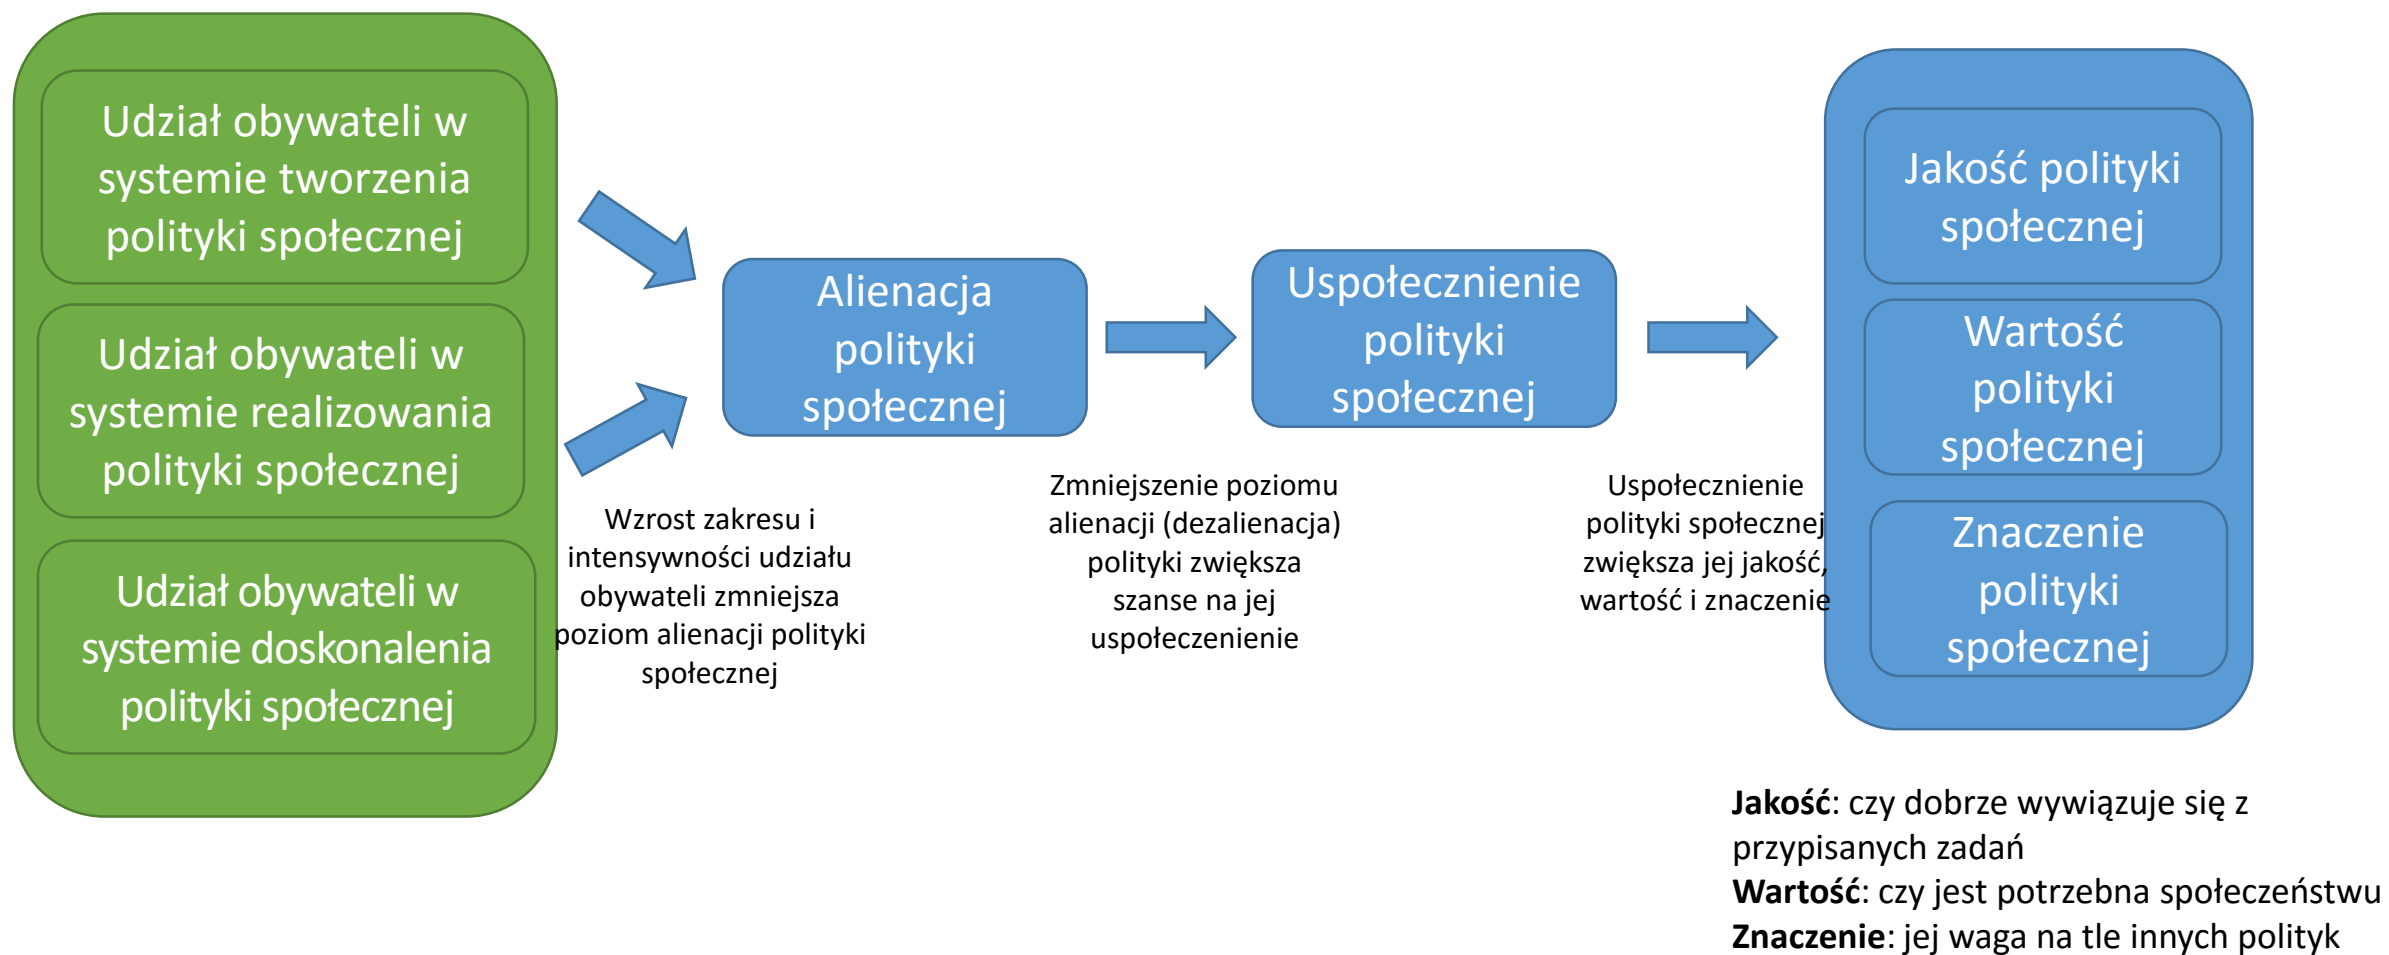 Udział obywateli w
systemie tworzenia
polityki społecznej
Udział obywateli w
systemie realizowania
polityki społecznej
Udział obywateli w
systemie doskonalenia
polityki społecznej
Wzrost zakresu i
intensywności udziału
obywateli zmniejsza
poziom alienacji polityki
społecznej
Alienacja
polityki
społecznej
Zmniejszenie poziomu
alienacji (dezalienacja)
polityki zwiększa
szanse na jej
uspołeczenienie
Uspołecznienie
polityki
społecznej
Uspołecznienie
polityki społecznej
zwiększa jej jakość,
wartość i znaczenie
Jakość polityki
społecznej
Wartość
polityki
społecznej
Znaczenie
polityki
społecznej
Jakość: czy dobrze wywiązuje się z
przypisanych zadań
Wartość: czy jest potrzebna społeczeństwu
Znaczenie: jej waga na tle innych polityk